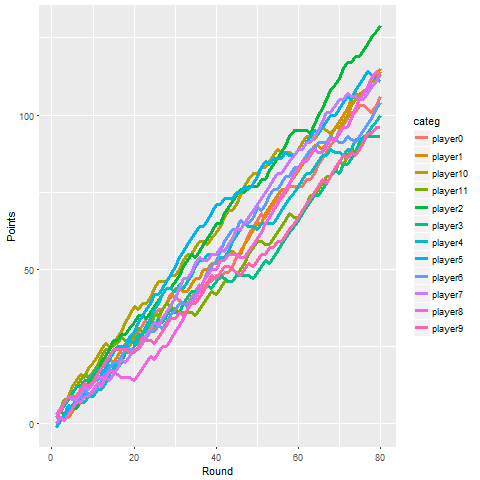 Points
100
50
0
0
20
40
60
80
Round
categ
player0
player1
player10
player11
player2
player3
player4
player5
player6
player7
player8
player9